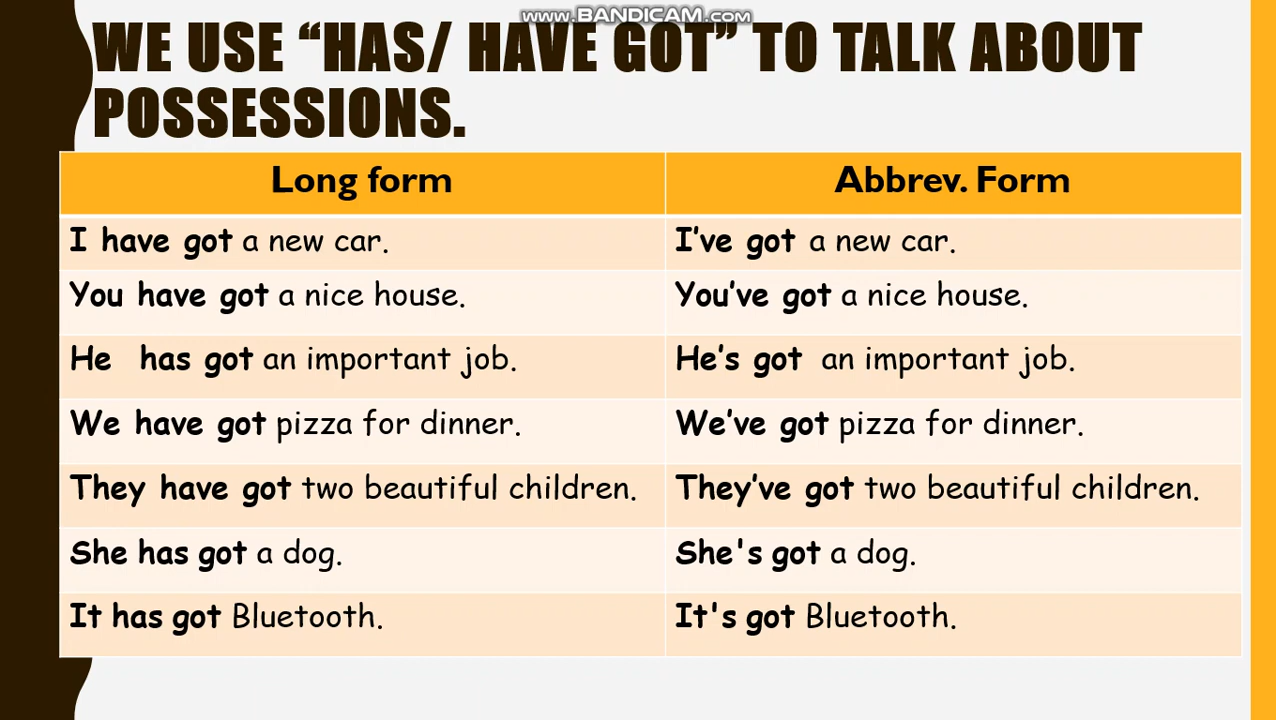 www.BANDICAM.com
WE USE “HAS/ HAVE GOT” TO TALK ABOUT
POSSESSIONS.
Long form
Abbrev. Form
I have got a new car.
I’ve got a new car.
You have got a nice house.
You’ve got a nice house.
He has got an important job.
He’s got an important job.
We have got pizza for dinner.
We’ve got pizza for dinner.
They have got two beautiful children.
They’ve got two beautiful children.
She has got a dog.
She's got a dog.
It has got Bluetooth.
It's got Bluetooth.